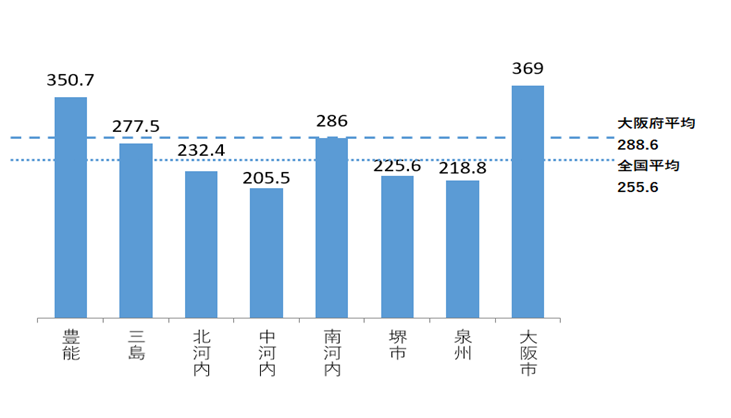 350.7
277.5
232.4
205.5
286
225.6
218.8
369
大阪府平均
288.6
全国平均
255.6
豊能
三島
北河内
中河内
南河内
堺市
泉州
大阪市